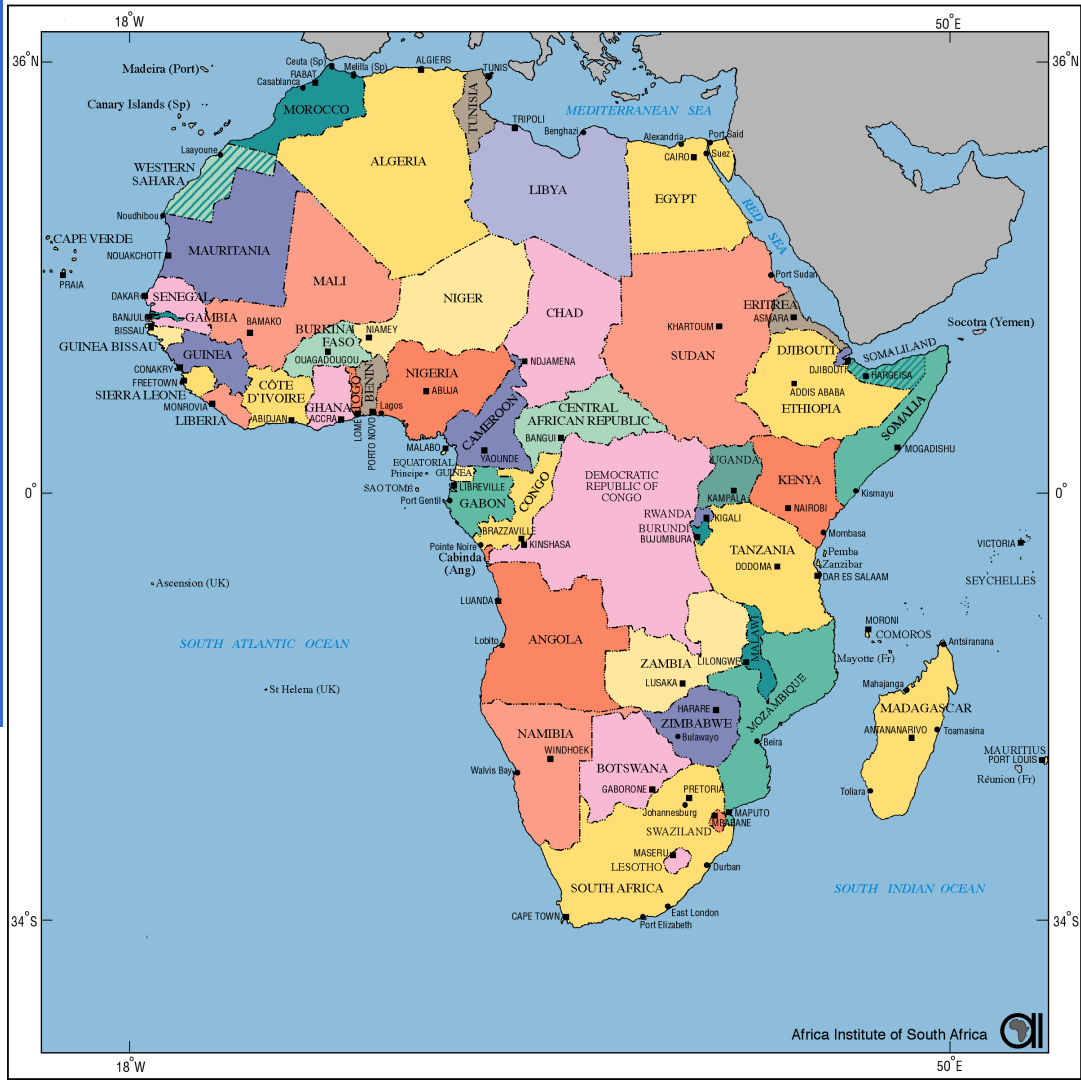 18°W
50°E
36°N
36°N
Madeira (Port)
Ceuta (Sp)
Melilla (Sp)
ALGIERS
TUNIS
RABAT
Casablanca
Canary Islands (Sp)
MOROCCO
TUNISIA
MEDITERRANEAN SEA
TRIPOLI
Benghazi
Alexandria
Port Said
CAIRO
Suez
Laayoune
WESTERN
SAHARA
ALGERIA
LIBYA
EGYPT
RED SEA
Noudhibou
CAPE VERDE
MAURITANIA
NOUAKCHOTT
PRAIA
MALI
NIGER
CHAD
Port Sudan
DAKAR
SENEGAL
ERITREA
ASMARA
BANJUL
GAMBIA
BAMAKO
BISSAU
BURKINA
FASO
NIAMEY
KHARTOUM
Socotra (Yemen)
GUINEA BISSAU
GUINEA
OUAGADOUGOU
SUDAN
DJIBOUTI
SOMALILAND
CONAKRY
NDJAMENA
DJIBOUTI
HARGEISA
FREETOWN
SIERRA LEONE
CÔTE
D'IVOIRE
TOGO
BENIN
NIGERIA
ABUJA
ADDIS ABABA
ETHIOPIA
SOMALIA
MONROVIA
LIBERIA
ABIDJAN
GHANA
ACCRA
LOME
PORTO NOVO
Lagos
CAMEROON
CENTRAL
AFRICAN REPUBLIC
BANGUI
MALABO
YAOUNDE
MOGADISHU
EQUATORIAL
GUINEA
Principe
SAO TOME
LIBREVILLE
Port Gentil
GABON
CONGO
DEMOCRATIC
REPUBLIC OF
CONGO
UGANDA
KAMPALA
KENYA
NAIROBI
Kismayu
0°
0°
RWANDA
KIGALI
BURUNDI
BUJUMBURA
BRAZZAVILLE
KINSHASA
Pointe Noire
Cabinda
(Ang)
Mombasa
TANZANIA
Pemba
Zanzibar
DODOMA
DAR ES SALAAM
VICTORIA
SEYCHELLES
Ascension (UK)
LUANDA
SOUTH ATLANTIC OCEAN
Lobito
ANGOLA
MALAWI
LILONGWE
ZAMBIA
LUSAKA
MORONI
COMOROS
Mayotte (Fr)
Antsiranana
St Helena (UK)
Mahajanga
MOZAMBIQUE
HARARE
ZIMBABWE
Bulawayo
Beira
MADAGASCAR
ANTANANARIVO
Toamasina
NAMIBIA
WINDHOEK
Walvis Bay
BOTSWANA
GABORONE
MAURITIUS
PORT LOUIS
Réunion (Fr)
Toliara
PRETORIA
Johannesburg
MAPUTO
MBABANE
SWAZILAND
MASERU
LESOTHO
Durban
SOUTH AFRICA
SOUTH INDIAN OCEAN
CAPE TOWN
East London
Port Elizabeth
34°S
34°S
Africa Institute of South Africa
ai
18°W
50°E